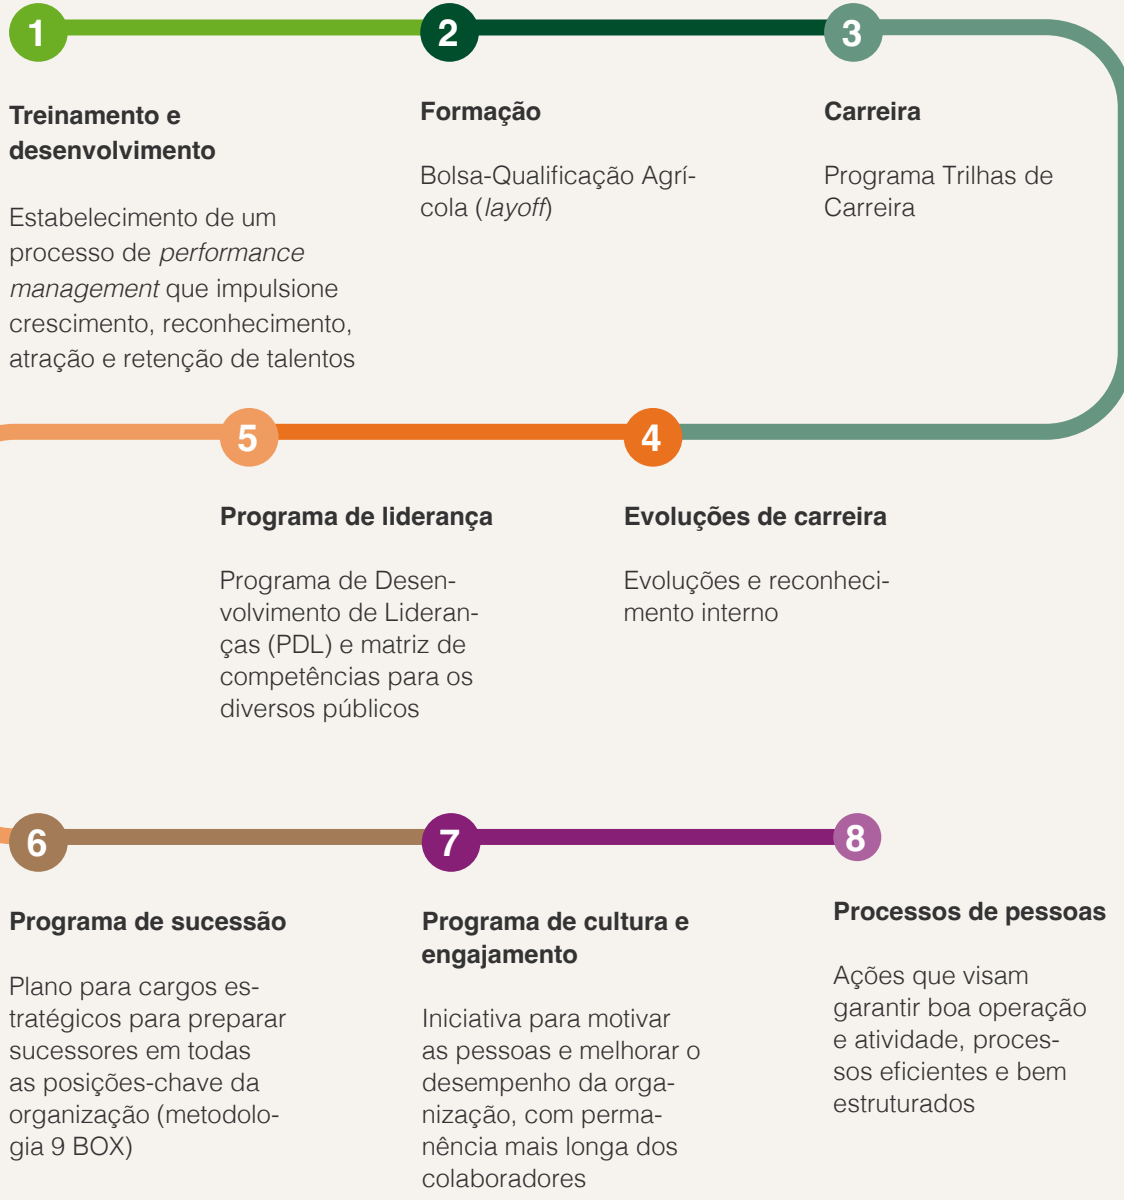 1
Treinamento e
desenvolvimento
Estabelecimento de um
processo de performance
management que impulsione
crescimento, reconhecimento,
atração e retenção de talentos
2
Formação
Bolsa-Qualificação Agrí-
cola (layoff)
3
Carreira
Programa Trilhas de
Carreira
4
Evoluções de carreira
Evoluções e reconheci-
mento interno
5
Programa de liderança
Programa de Desen-
volvimento de Lideran-
ças (PDL) e matriz de
competências para os
diversos públicos
6
Programa de sucessão
Plano para cargos es-
tratégicos para preparar
sucessores em todas
as posições-chave da
organização (metodolo-
gia 9 BOX)
7
Programa de cultura e
engajamento
Iniciativa para motivar
as pessoas e melhorar o
desempenho da orga-
nização, com perma-
nência mais longa dos
colaboradores
8
Processos de pessoas
Ações que visam
garantir boa operação
e atividade, proces-
sos eficientes e bem
estruturados